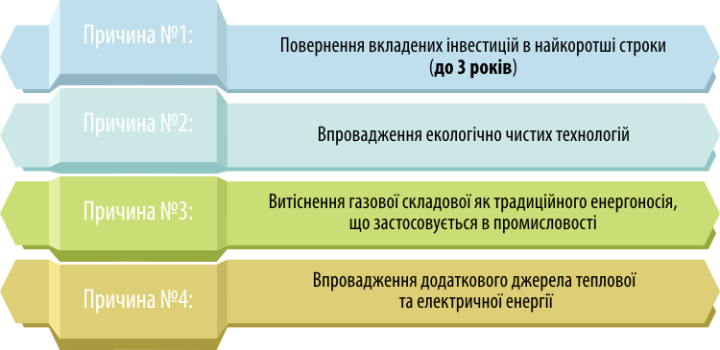 Причина №1:
Повернення вкладених інвестицій в найкоротші строки
(до 3 років)
Причина №2:
Впровадження екологічно чистих технологій
Причина №3:
Витіснення газової складової як традиційного енергоносія,
що застосовується в промисловості
Причина №4:
Впровадження додаткового джерела теплової
та електричної енергії